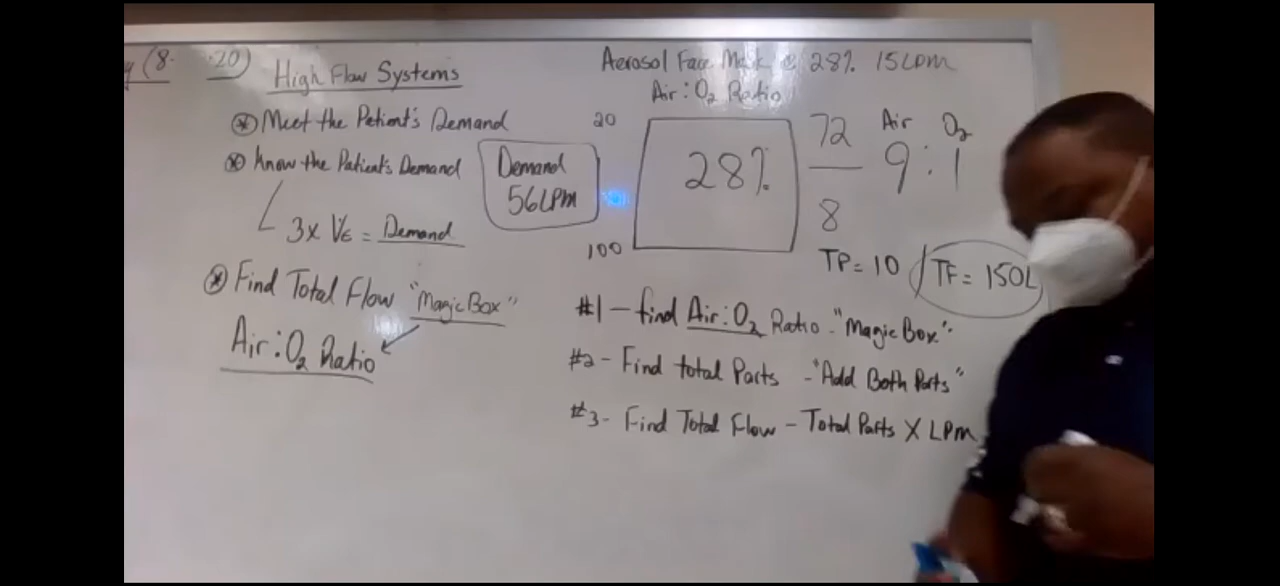 y (8- -20)
High Flow Systems
⊛ Meet the Patient's Demand
⊛ Know the Patient's Demand
3x VE = Demand
Demand
56LPM
⊛ Find Total Flow "Magic Box"
Air:O2 Ratio
Aerosol Face Mask @ 28% 15LPM
Air:O2 Ratio
20
28%
100
72
8
Air O2
9:1
TP=10 / TF=150L
#1 - find Air:O2 Ratio - "Magic Box"
#2 - Find total Parts - "Add Both Parts"
#3 - Find Total Flow - Total Parts X LPM